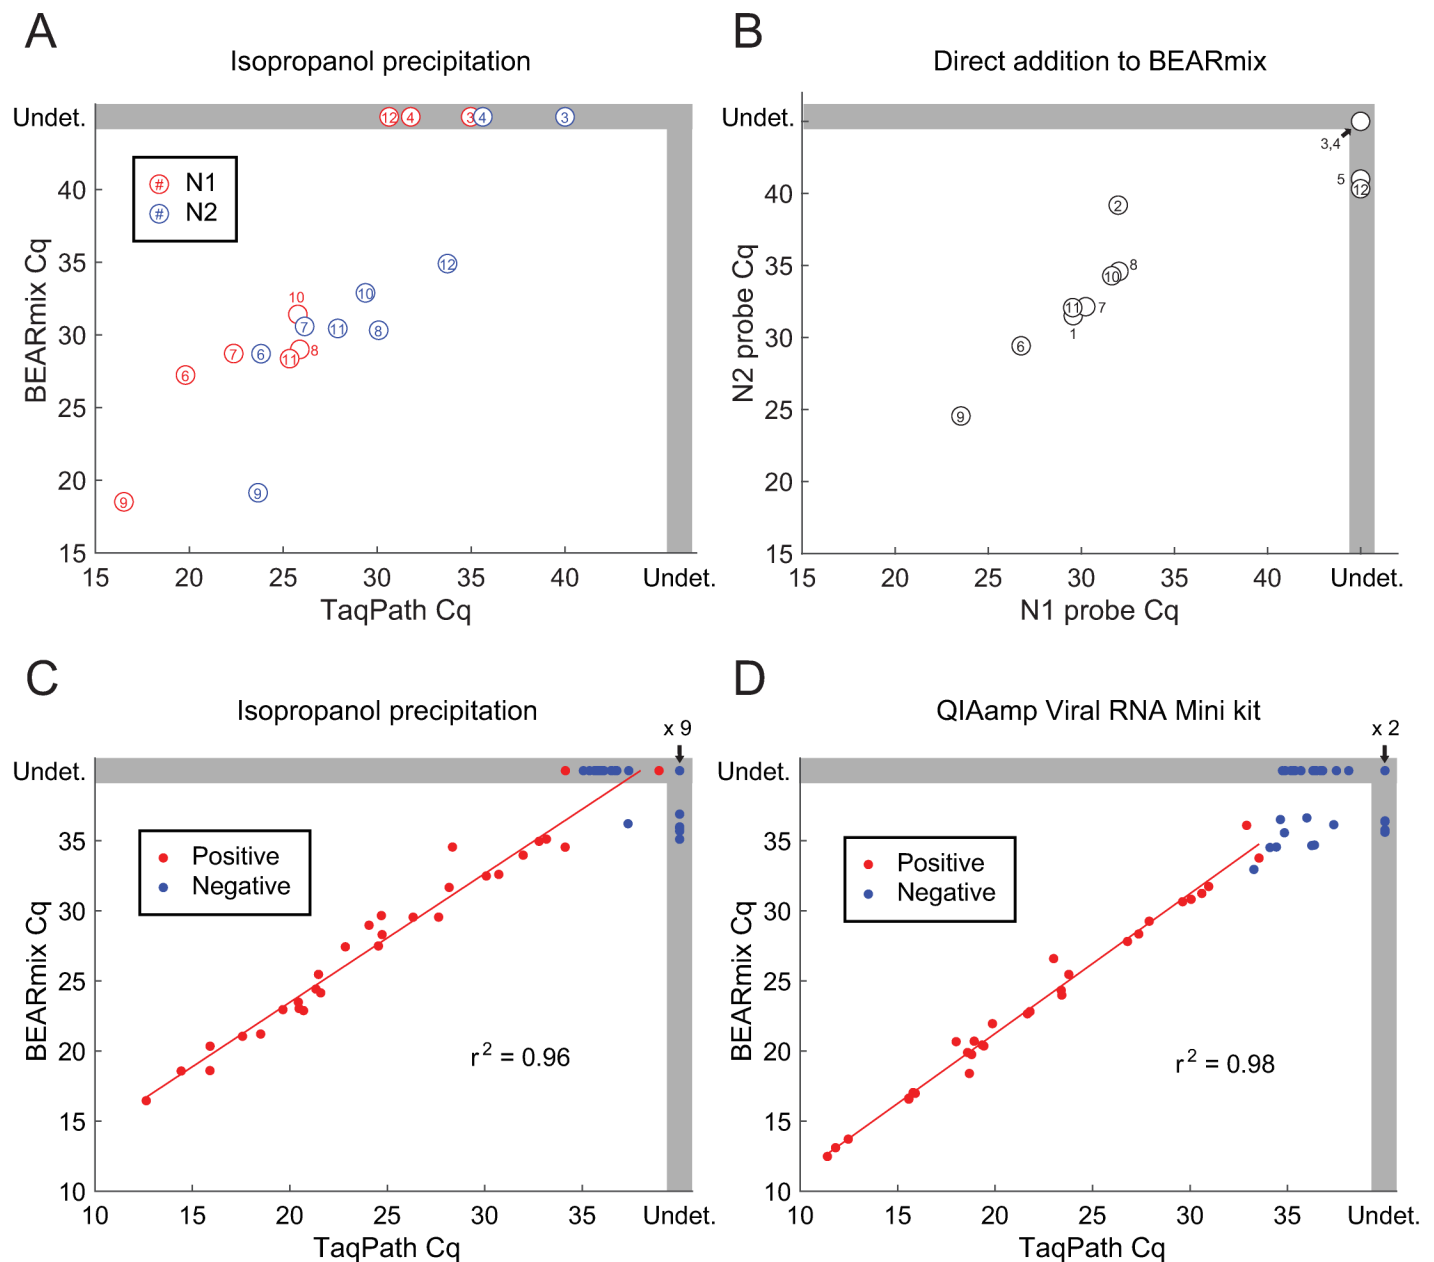 A
Isopropanol precipitation
Undet.
12 4 3 4 3
# N1
# N2
40
35
30
25
20
15
12
10
10
7
11
8
7
6
11
8
6
9
9
15 20 25 30 35 40 Undet.
TaqPath Cq
BEARmix Cq
B
Direct addition to BEARmix
Undet.
3,4
5
12
40
35
30
25
20
15
2
8
10
11
7
1
6
9
15 20 25 30 35 40 Undet.
N1 probe Cq
N2 probe Cq
C
Isopropanol precipitation
x 9
Undet.
35
30
25
20
15
10
Positive
Negative
r2 = 0.96
10 15 20 25 30 35 Undet.
TaqPath Cq
BEARmix Cq
D
QIAamp Viral RNA Mini kit
x 2
Undet.
35
30
25
20
15
10
Positive
Negative
r2 = 0.98
10 15 20 25 30 35 Undet.
TaqPath Cq
BEARmix Cq